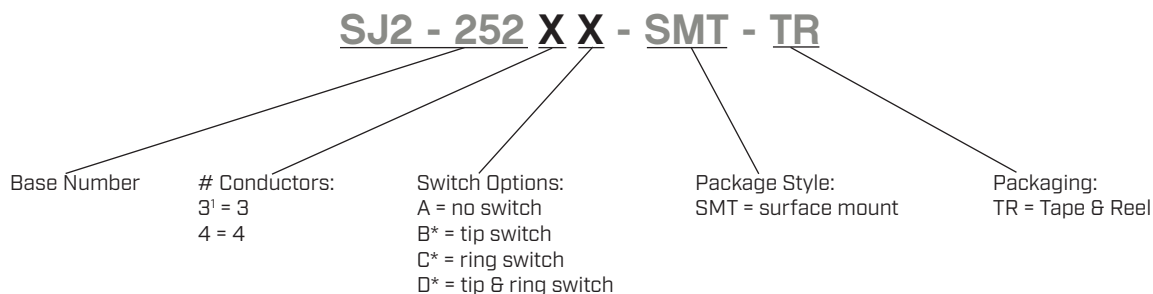 SJ2 - 252 X X - SMT - TR
Base Number
# Conductors:
3¹ = 3
4 = 4
Switch Options:
A = no switch
B* = tip switch
C* = ring switch
D* = tip & ring switch
Package Style:
SMT = surface mount
Packaging:
TR = Tape & Reel